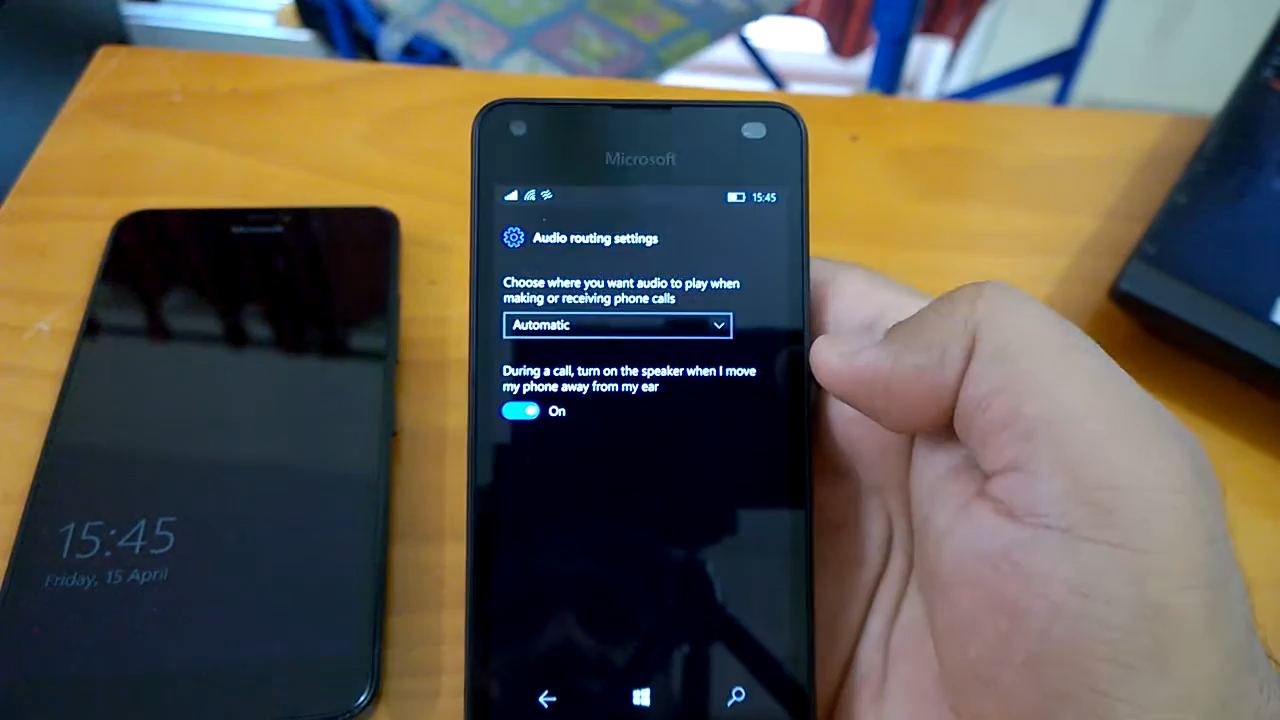 Microsoft
15:45
Audio routing settings
Choose where you want audio to play when
making or receiving phone calls
Automatic
During a call, turn on the speaker when I move
my phone away from my ear
On
Microsoft
15:45
Friday, 15 April